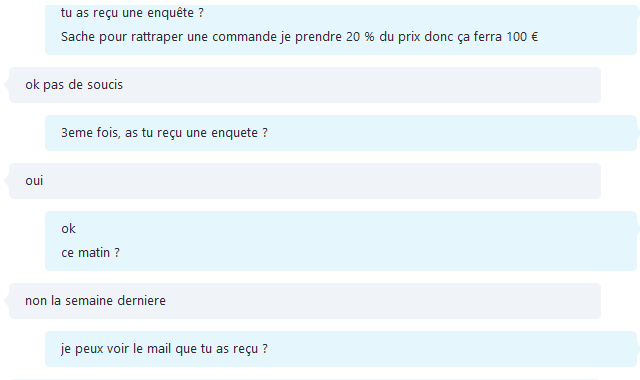 tu as reçu une enquête ?
Sache pour rattraper une commande je prendre 20 % du prix donc ça ferra 100 €
ok pas de soucis
3eme fois, as tu reçu une enquete ?
oui
ok
ce matin ?
non la semaine derniere
je peux voir le mail que tu as reçu ?